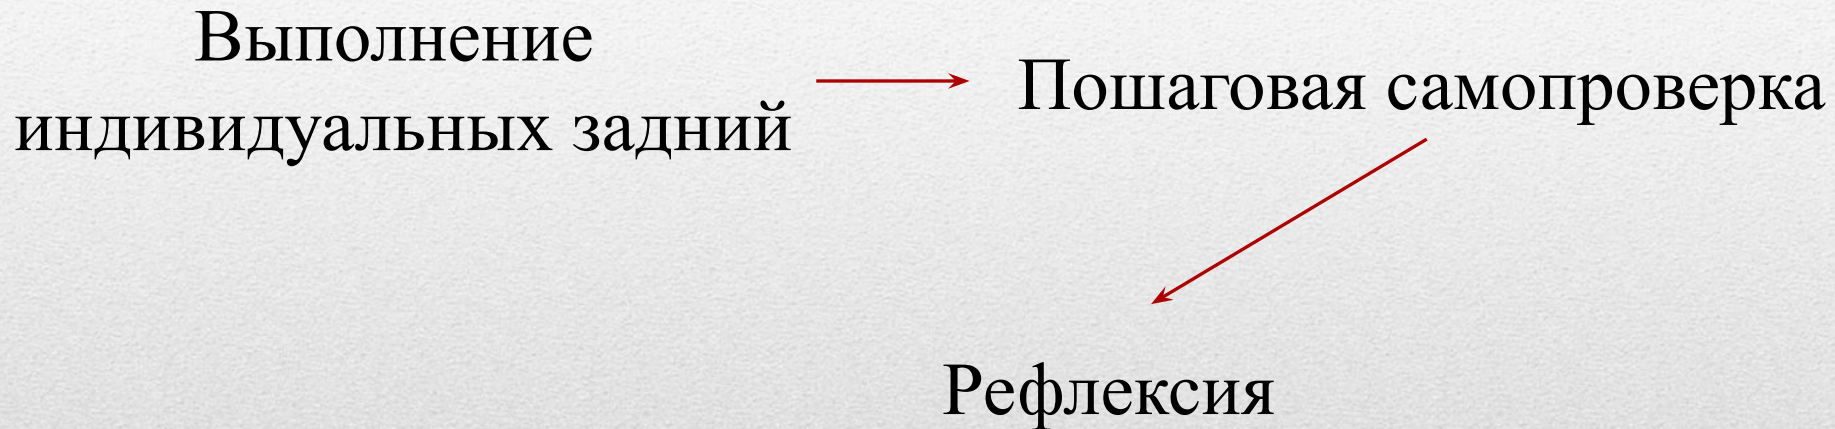 Выполнение
индивидуальных задний
Пошаговая самопроверка
Рефлексия